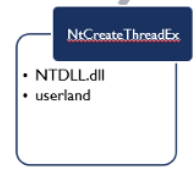 NtCreateThreadEx
• NTDLL.dll
• userland